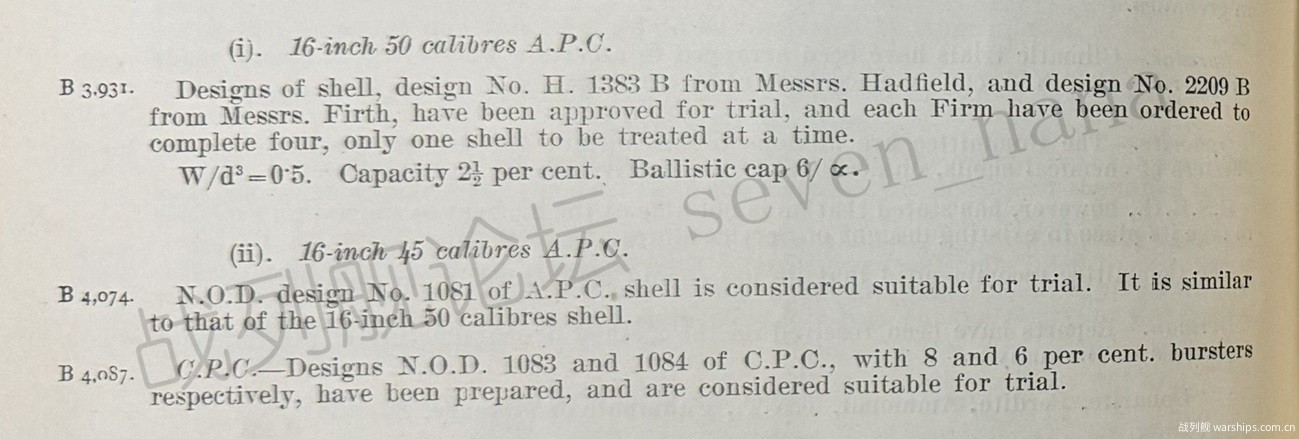 (i). 16-inch 50 calibres A.P.C.
B 3,931. Designs of shell, design No. H. 1383 B from Messrs. Hadfield, and design No. 2209 B
from Messrs. Firth, have been approved for trial, and each Firm have been ordered to
complete four, only one shell to be treated at a time.
W/d³=0·5. Capacity 2½ per cent. Ballistic cap 6/∝.
(ii). 16-inch 45 calibres A.P.C.
B 4,074. N.O.D. design No. 1081 of A.P.C. shell is considered suitable for trial. It is similar
to that of the 16-inch 50 calibres shell.
B 4,087. C.P.C.—Designs N.O.D. 1083 and 1084 of C.P.C., with 8 and 6 per cent. bursters
respectively, have been prepared, and are considered suitable for trial.
战列舰论坛 seven_nana
战列舰 warships.com.cn